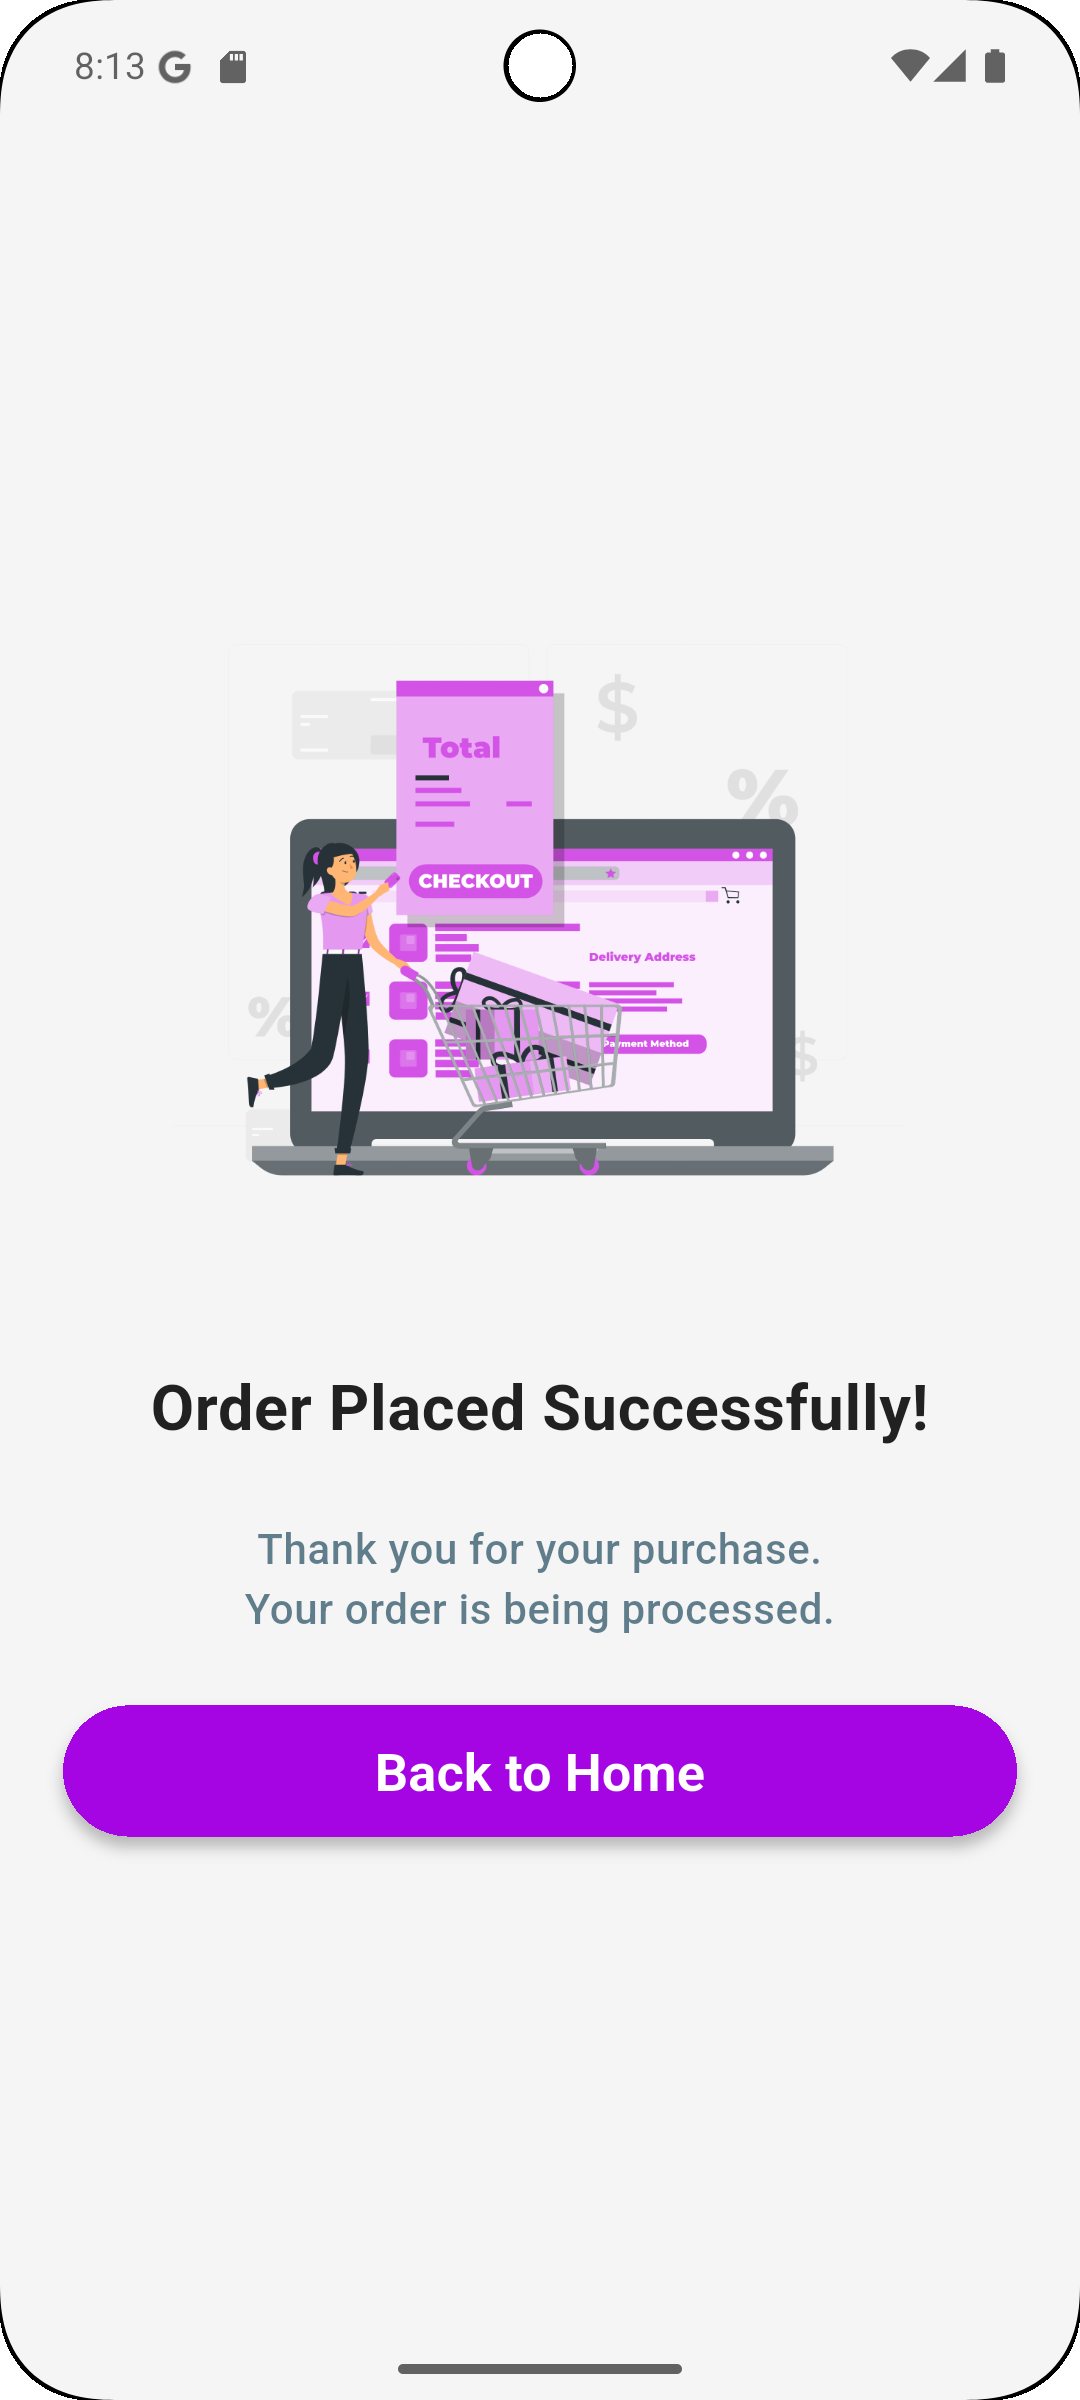 8:13
$
Total
%
CHECKOUT
Delivery Address
%
Payment Method
$
Order Placed Successfully!
Thank you for your purchase.
Your order is being processed.
Back to Home